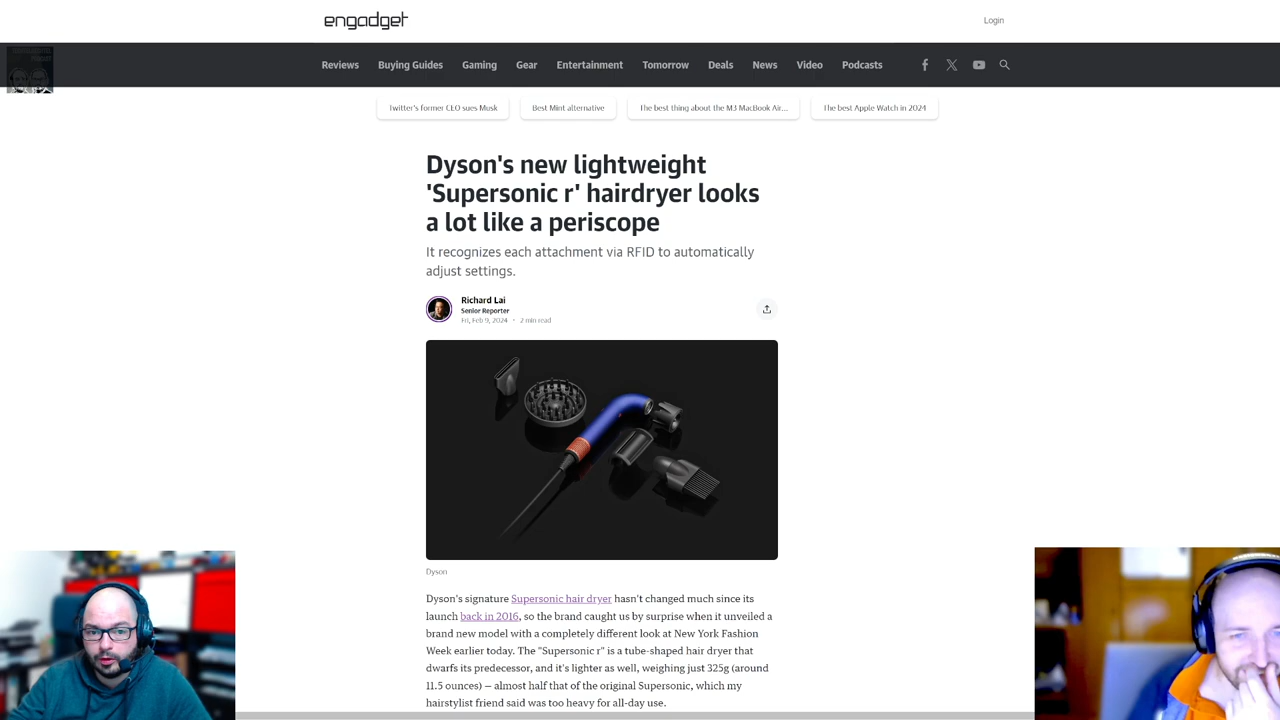 engadget
Login
Reviews Buying Guides Gaming Gear Entertainment Tomorrow Deals News Video Podcasts
Twitter's former CEO sues Musk Best Mint alternative The best thing about the M3 MacBook Air... The best Apple Watch in 2024
Dyson's new lightweight
'Supersonic r' hairdryer looks
a lot like a periscope
It recognizes each attachment via RFID to automatically
adjust settings.
Richard Lai
Senior Reporter
Fri, Feb 9, 2024 • 2 min read
Dyson
Dyson's signature Supersonic hair dryer hasn't changed much since its
launch back in 2016, so the brand caught us by surprise when it unveiled a
brand new model with a completely different look at New York Fashion
Week earlier today. The "Supersonic r" is a tube-shaped hair dryer that
dwarfs its predecessor, and it's lighter as well, weighing just 325g (around
11.5 ounces) — almost half that of the original Supersonic, which my
hairstylist friend said was too heavy for all-day use.